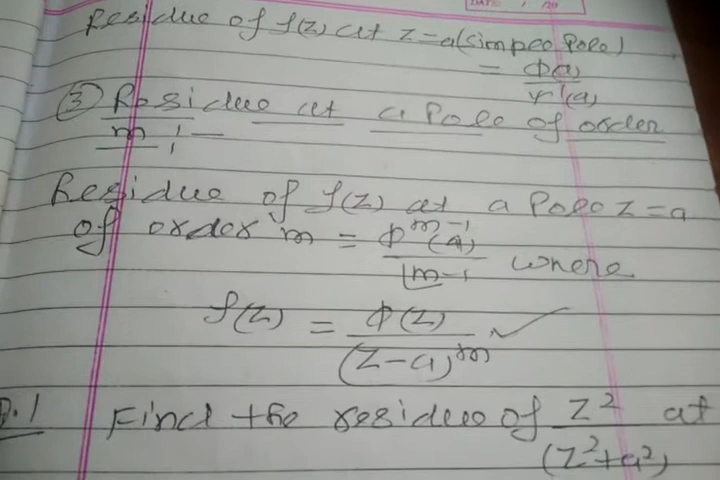 Residue of f(z) at z=a (simple Pole)
= Φ(a)/ψ'(a)
③ Residue at a Pole of order
m :—
Residue of f(z) at a Pole z=a
of order m = Φ^{m-1}(a)/|m-1 where
f(z) = Φ(z)/(z-a)^m ✓
Q.1 Find the residue of z²/(z²+a²) at